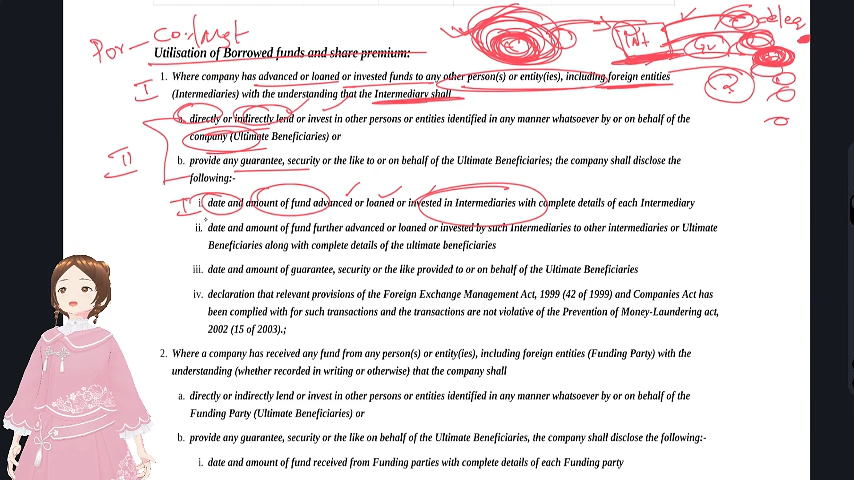 Utilisation of Borrowed funds and share premium:
1. Where company has advanced or loaned or invested funds to any other person(s) or entity(ies), including foreign entities
(Intermediaries) with the understanding that the Intermediary shall
a. directly or indirectly lend or invest in other persons or entities identified in any manner whatsoever by or on behalf of the
company (Ultimate Beneficiaries) or
b. provide any guarantee, security or the like to or on behalf of the Ultimate Beneficiaries; the company shall disclose the
following:-
i. date and amount of fund advanced or loaned or invested in Intermediaries with complete details of each Intermediary
ii. date and amount of fund further advanced or loaned or invested by such Intermediaries to other intermediaries or Ultimate
Beneficiaries along with complete details of the ultimate beneficiaries
iii. date and amount of guarantee, security or the like provided to or on behalf of the Ultimate Beneficiaries
iv. declaration that relevant provisions of the Foreign Exchange Management Act, 1999 (42 of 1999) and Companies Act has
been complied with for such transactions and the transactions are not violative of the Prevention of Money-Laundering act,
2002 (15 of 2003).;
2. Where a company has received any fund from any person(s) or entity(ies), including foreign entities (Funding Party) with the
understanding (whether recorded in writing or otherwise) that the company shall
a. directly or indirectly lend or invest in other persons or entities identified in any manner whatsoever by or on behalf of the
Funding Party (Ultimate Beneficiaries) or
b. provide any guarantee, security or the like on behalf of the Ultimate Beneficiaries, the company shall disclose the following:-
i. date and amount of fund received from Funding parties with complete details of each Funding party